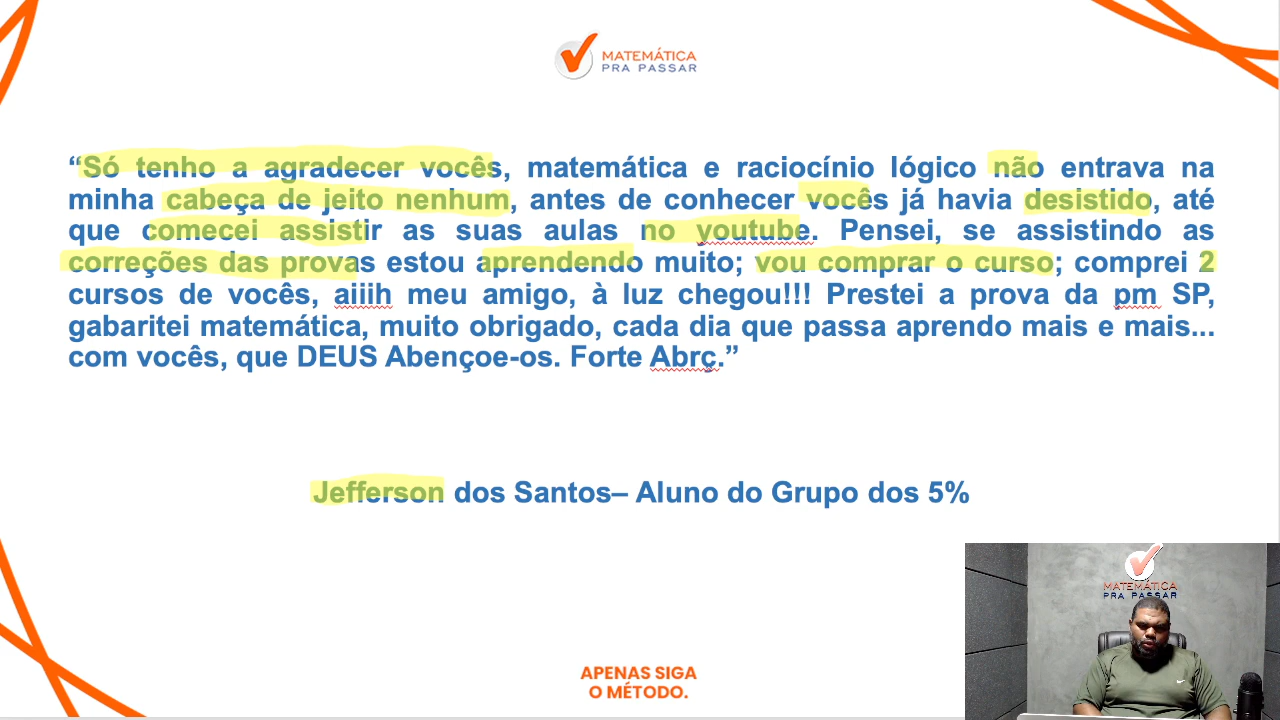 MATEMÁTICA
PRA PASSAR
“Só tenho a agradecer vocês, matemática e raciocínio lógico não entrava na
minha cabeça de jeito nenhum, antes de conhecer vocês já havia desistido, até
que comecei assistir as suas aulas no youtube. Pensei, se assistindo as
correções das provas estou aprendendo muito; vou comprar o curso; comprei 2
cursos de vocês, aiiih meu amigo, à luz chegou!!! Prestei a prova da pm SP,
gabaritei matemática, muito obrigado, cada dia que passa aprendo mais e mais...
com vocês, que DEUS Abençoe-os. Forte Abrç.”
Jefferson dos Santos– Aluno do Grupo dos 5%
MATEMÁTICA
PRA PASSAR
APENAS SIGA
O MÉTODO.